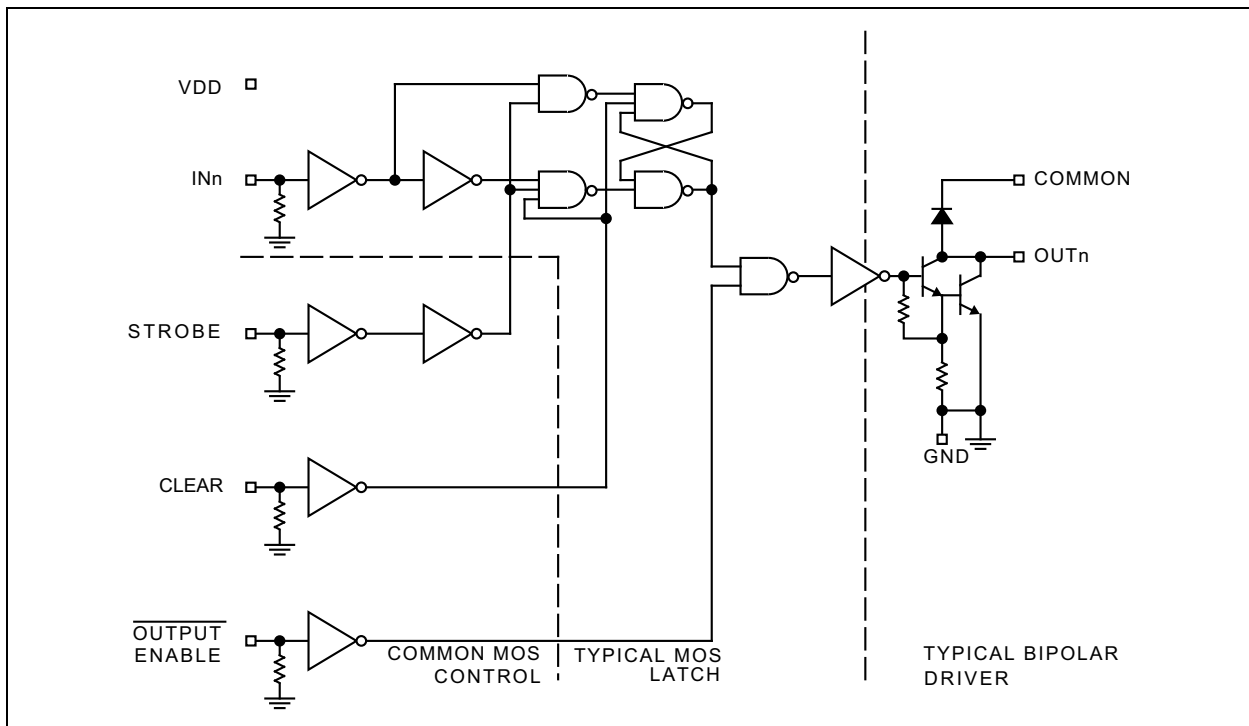 VDD
INn
COMMON
OUTn
STROBE
GND
CLEAR
OUTPUT
ENABLE
COMMON MOS
CONTROL
TYPICAL MOS
LATCH
TYPICAL BIPOLAR
DRIVER